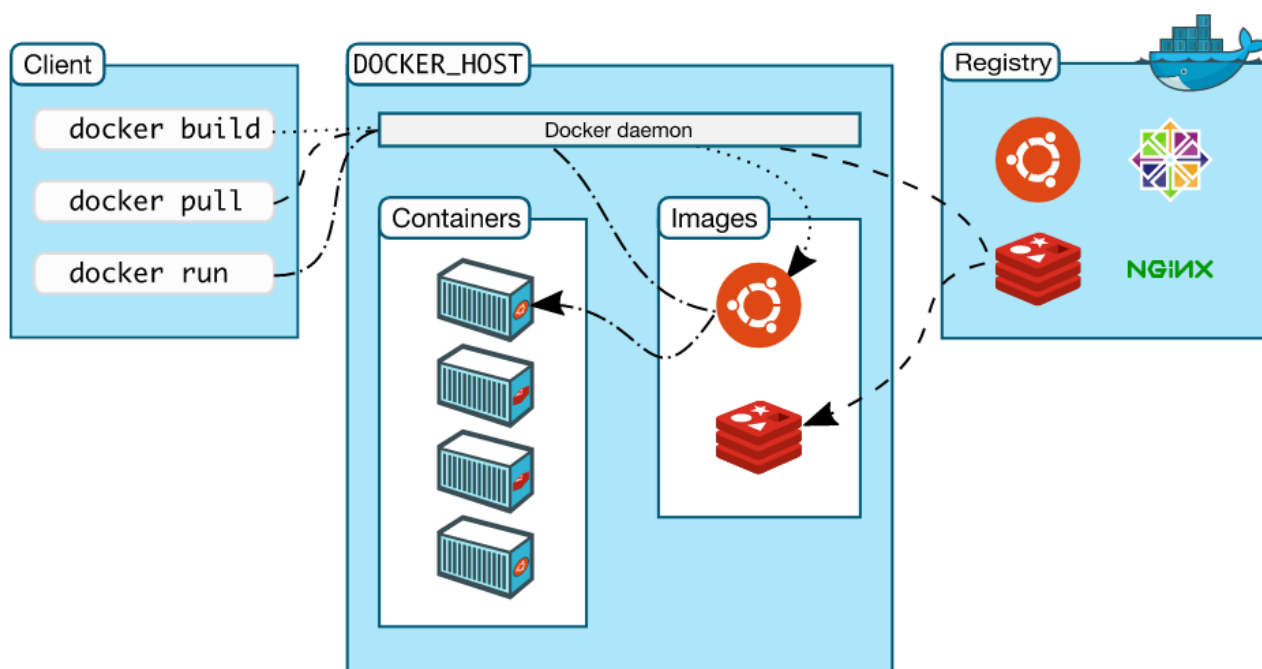 Client
docker build
docker pull
docker run
DOCKER_HOST
Docker daemon
Containers
Images
Registry
NGINX